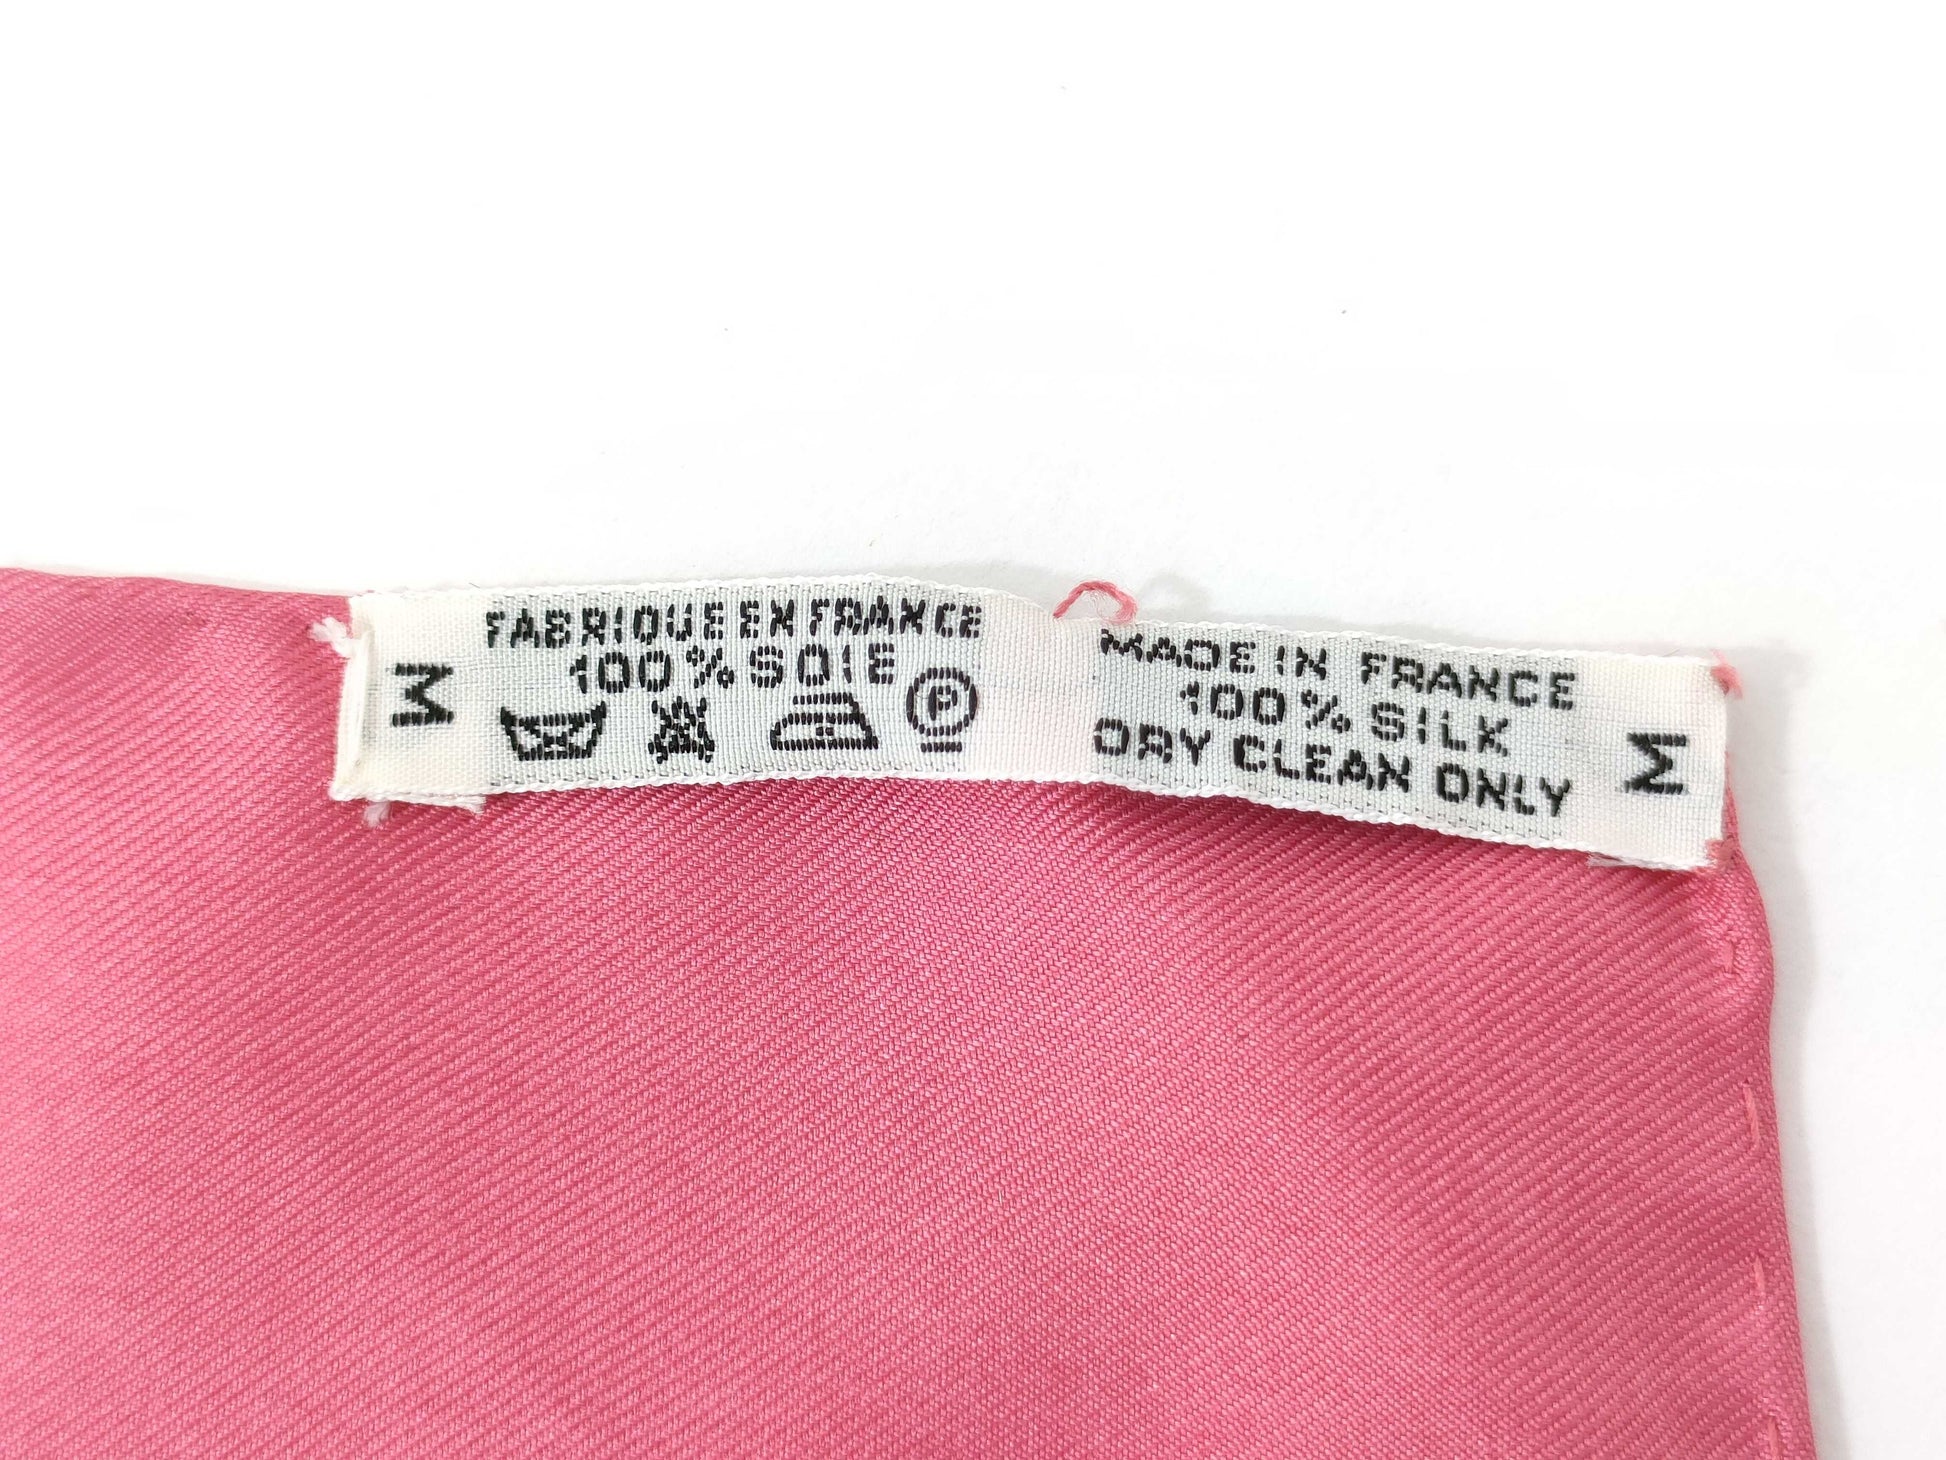 M
FABRIQUE EN FRANCE
100% SOIE
P
MADE IN FRANCE
100% SILK
DRY CLEAN ONLY
M